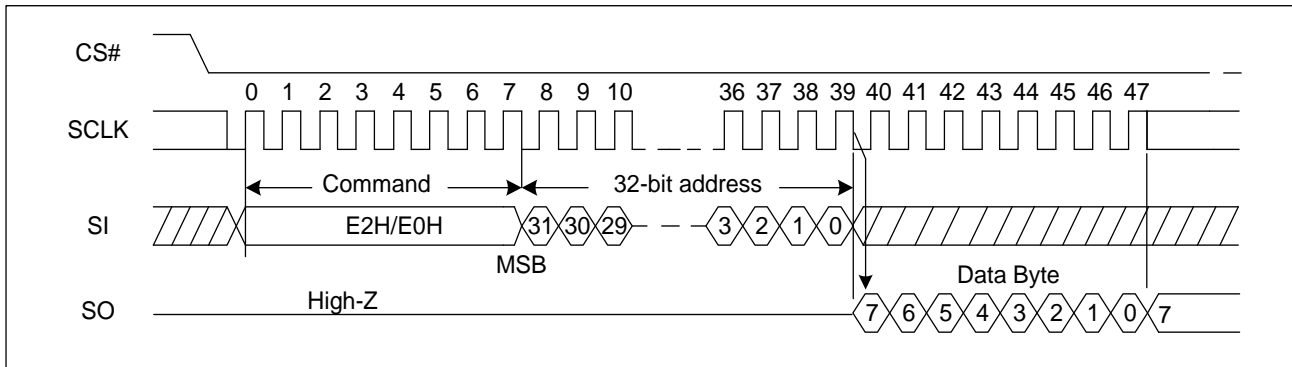 CS#
0 1 2 3 4 5 6 7 8 9 10 36 37 38 39 40 41 42 43 44 45 46 47
SCLK
Command 32-bit address
SI E2H/E0H 31 30 29 3 2 1 0
MSB Data Byte
High-Z
SO 7 6 5 4 3 2 1 0 7